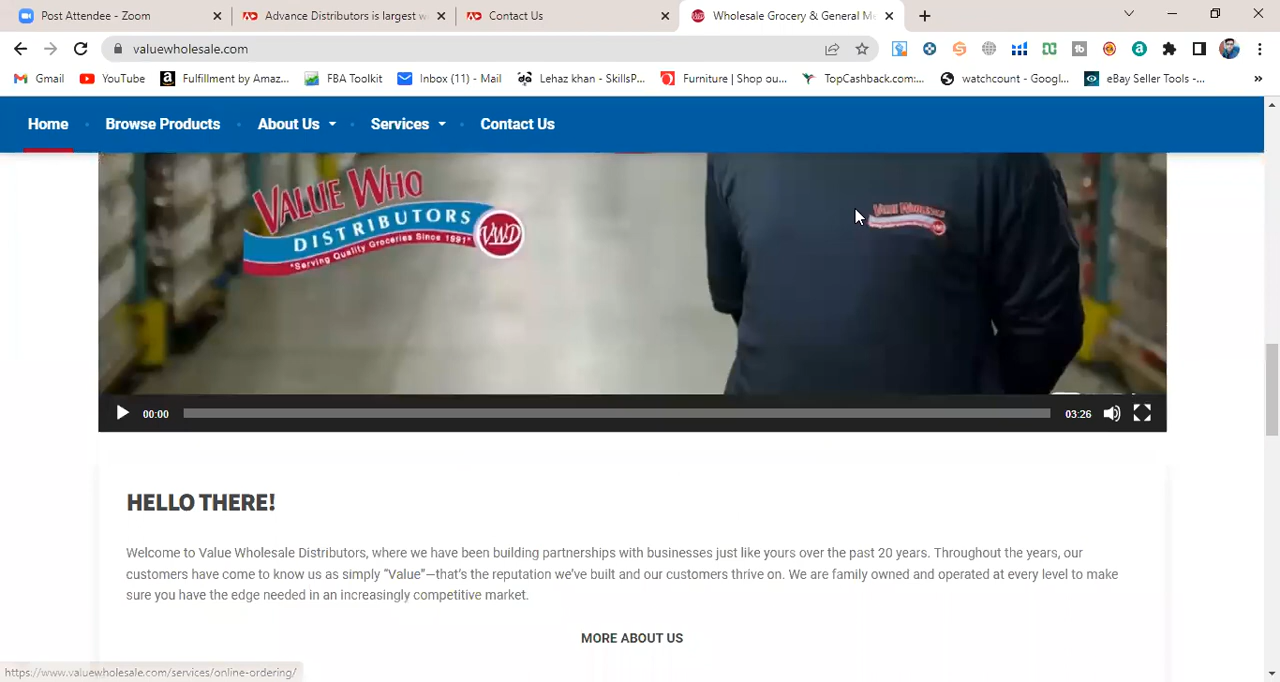 Post Attendee - Zoom
Advance Distributors is largest w
Contact Us
Wholesale Grocery & General Me
valuewholesale.com
Gmail
YouTube
Fulfillment by Amaz...
FBA Toolkit
Inbox (11) - Mail
Lehaz khan - SkillsP...
Furniture | Shop ou...
TopCashback.com:...
watchcount - Googl...
eBay Seller Tools -...
»
Home
Browse Products
About Us
Services
Contact Us
VALUE WHO
DISTRIBUTORS
VWD
"Serving Quality Groceries Since 1991"
00:00
03:26
HELLO THERE!
Welcome to Value Wholesale Distributors, where we have been building partnerships with businesses just like yours over the past 20 years. Throughout the years, our
customers have come to know us as simply “Value”—that’s the reputation we’ve built and our customers thrive on. We are family owned and operated at every level to make
sure you have the edge needed in an increasingly competitive market.
MORE ABOUT US
https://www.valuewholesale.com/services/online-ordering/